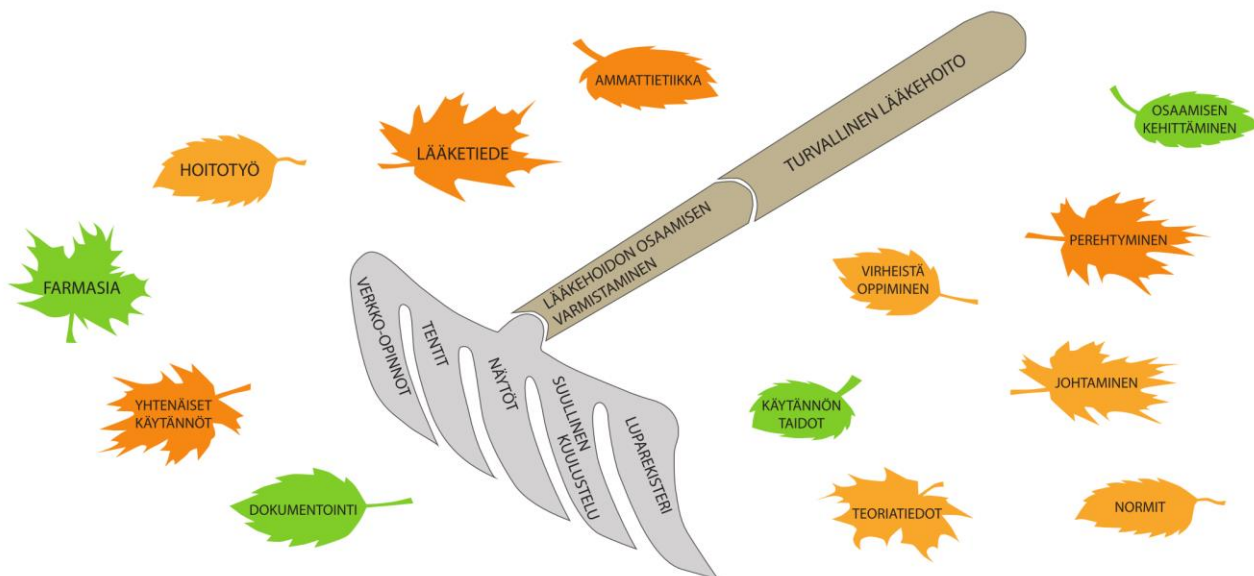 AMMATTIETIIKKA
LÄÄKETIEDE
HOITOTYÖ
FARMASIA
YHTENÄISET
KÄYTÄNNÖT
DOKUMENTOINTI
TURVALLINEN LÄÄKEHOITO
LÄÄKEHOIDON OSAAMISEN
VARMISTAMINEN
VERKKO-OPINNOT
TENTIT
NÄYTÖT
SUULLINEN
KUULUSTELU
LUPAREKISTERI
OSAAMISEN
KEHITTÄMINEN
PEREHTYMINEN
VIRHEISTÄ
OPPIMINEN
JOHTAMINEN
KÄYTÄNNÖN
TAIDOT
TEORIATIEDOT
NORMIT